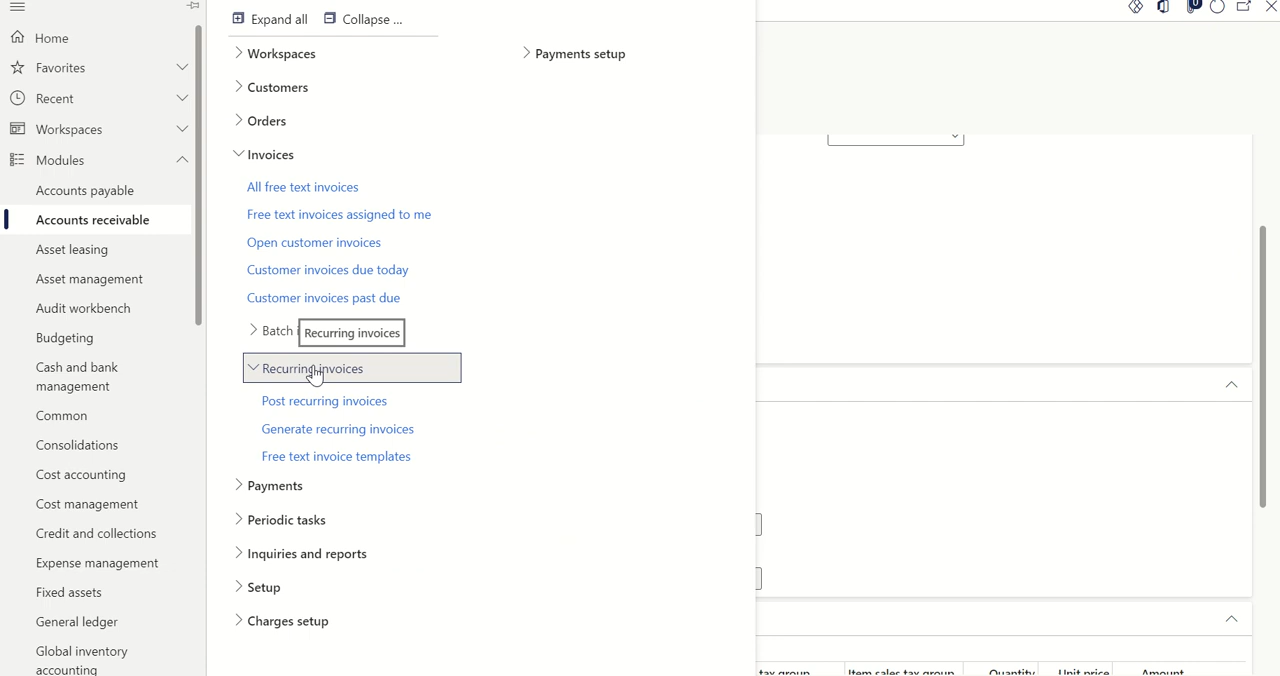 Home
Favorites
Recent
Workspaces
Modules
Accounts payable
Accounts receivable
Asset leasing
Asset management
Audit workbench
Budgeting
Cash and bank
management
Common
Consolidations
Cost accounting
Cost management
Credit and collections
Expense management
Fixed assets
General ledger
Global inventory
accounting
Expand all
Collapse ...
Workspaces
Customers
Orders
Invoices
All free text invoices
Free text invoices assigned to me
Open customer invoices
Customer invoices due today
Customer invoices past due
Batch
Recurring invoices
Recurring invoices
Post recurring invoices
Generate recurring invoices
Free text invoice templates
Payments
Periodic tasks
Inquiries and reports
Setup
Charges setup
Payments setup
0
tax group
Item sales tax group
Quantity
Unit price
Amount